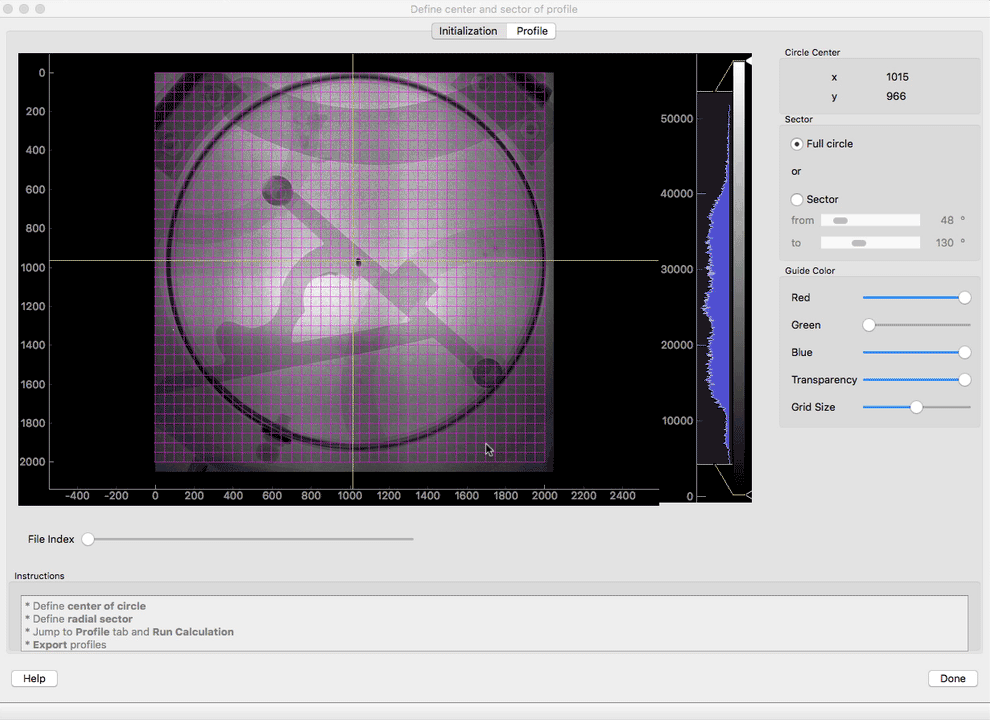 Define center and sector of profile
Initialization
Profile
0
200
400
600
800
1000
1200
1400
1600
1800
2000
-400 -200 0 200 400 600 800 1000 1200 1400 1600 1800 2000 2200 2400
50000
40000
30000
20000
10000
0
Circle Center
x 1015
y 966
Sector
Full circle
or
Sector
from 48 °
to 130 °
Guide Color
Red
Green
Blue
Transparency
Grid Size
File Index
Instructions
* Define center of circle
* Define radial sector
* Jump to Profile tab and Run Calculation
* Export profiles
Help
Done